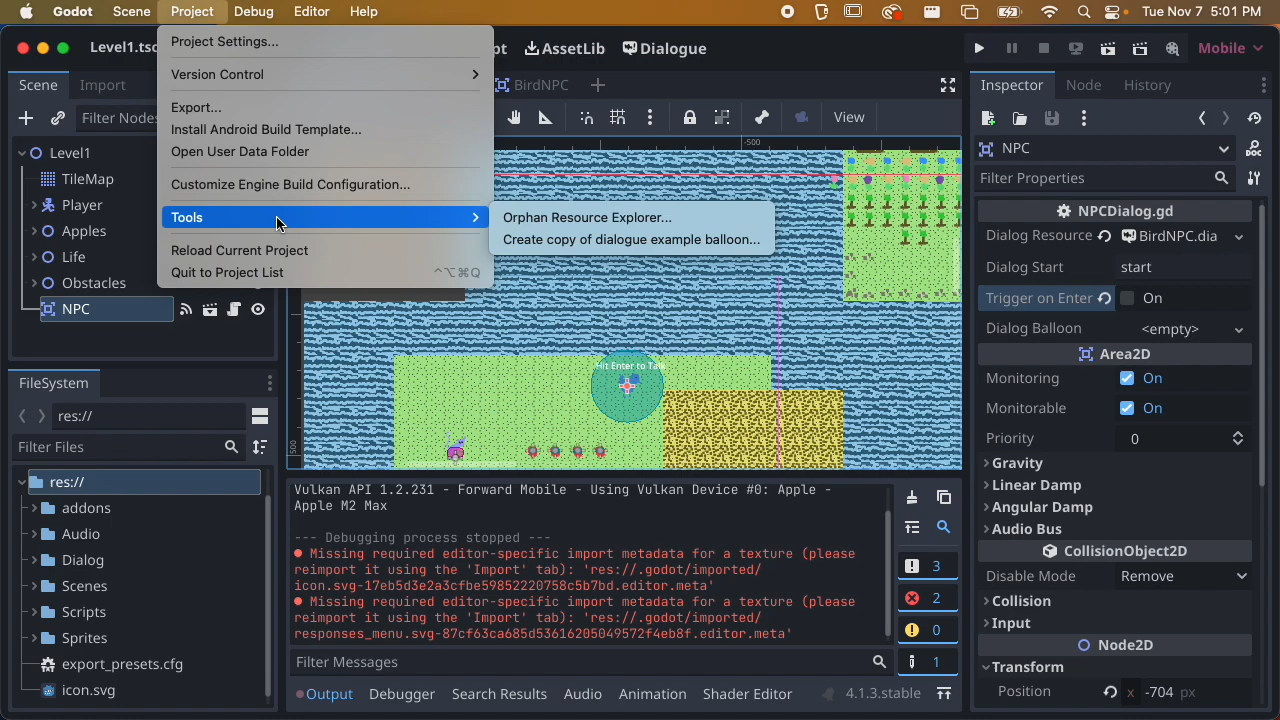 Godot Scene Project Debug Editor Help Tue Nov 7 5:01 PM
Level1.tsc pt AssetLib Dialogue Mobile
Project Settings...
Version Control
Export...
Install Android Build Template...
Open User Data Folder
Customize Engine Build Configuration...
Tools
Reload Current Project
Quit to Project List ^⌥⌘Q
Orphan Resource Explorer...
Create copy of dialogue example balloon...
Scene Import
Filter Nodes
Level1
TileMap
Player
Apples
Life
Obstacles
NPC
FileSystem
res://
Filter Files
res://
addons
Audio
Dialog
Scenes
Scripts
Sprites
export_presets.cfg
icon.svg
BirdNPC
View
-500
500
Hit Enter to Talk
Vulkan API 1.2.231 - Forward Mobile - Using Vulkan Device #0: Apple -
Apple M2 Max
--- Debugging process stopped ---
Missing required editor-specific import metadata for a texture (please
reimport it using the 'Import' tab): 'res://.godot/imported/
icon.svg-17eb5d3e2a3cfbe59852220758c5b7bd.editor.meta'
Missing required editor-specific import metadata for a texture (please
reimport it using the 'Import' tab): 'res://.godot/imported/
responses_menu.svg-87cf63ca685d53616205049572f4eb8f.editor.meta'
3
2
0
1
Filter Messages
Output Debugger Search Results Audio Animation Shader Editor 4.1.3.stable
Inspector Node History
NPC
Filter Properties
NPCDialog.gd
Dialog Resource BirdNPC.dia
Dialog Start start
Trigger on Enter On
Dialog Balloon <empty>
Area2D
Monitoring On
Monitorable On
Priority 0
Gravity
Linear Damp
Angular Damp
Audio Bus
CollisionObject2D
Disable Mode Remove
Collision
Input
Node2D
Transform
Position x -704 px